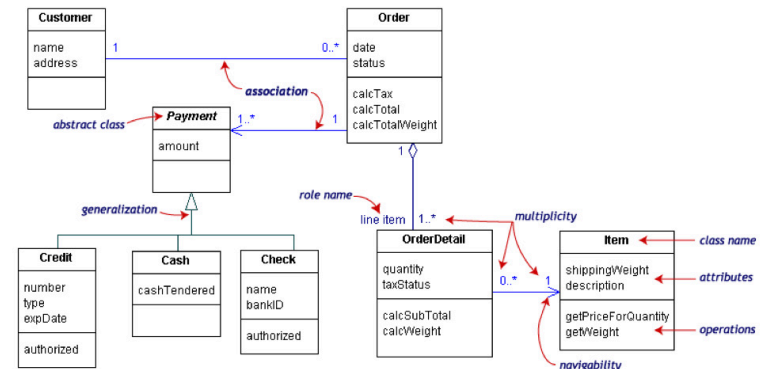 Customer
name
address
1
0..*
Order
date
status
calcTax
calcTotal
calcTotalWeight
association
abstract class
Payment
amount
1..*
1
generalization
1
role name
line item
1..*
multiplicity
Credit
number
type
expDate
authorized
Cash
cashTendered
Check
name
bankID
authorized
OrderDetail
quantity
taxStatus
calcSubTotal
calcWeight
0..*
1
Item
shippingWeight
description
getPriceForQuantity
getWeight
class name
attributes
operations
navigability